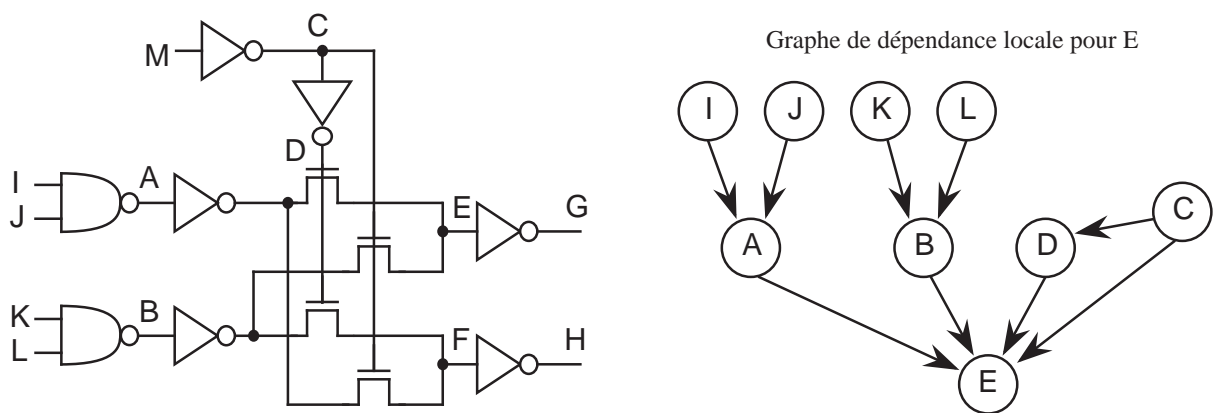 C
M
Graphe de dépendance locale pour E
I J K L
D
I A
J
E G
C
A B D
K B
L
F H
E